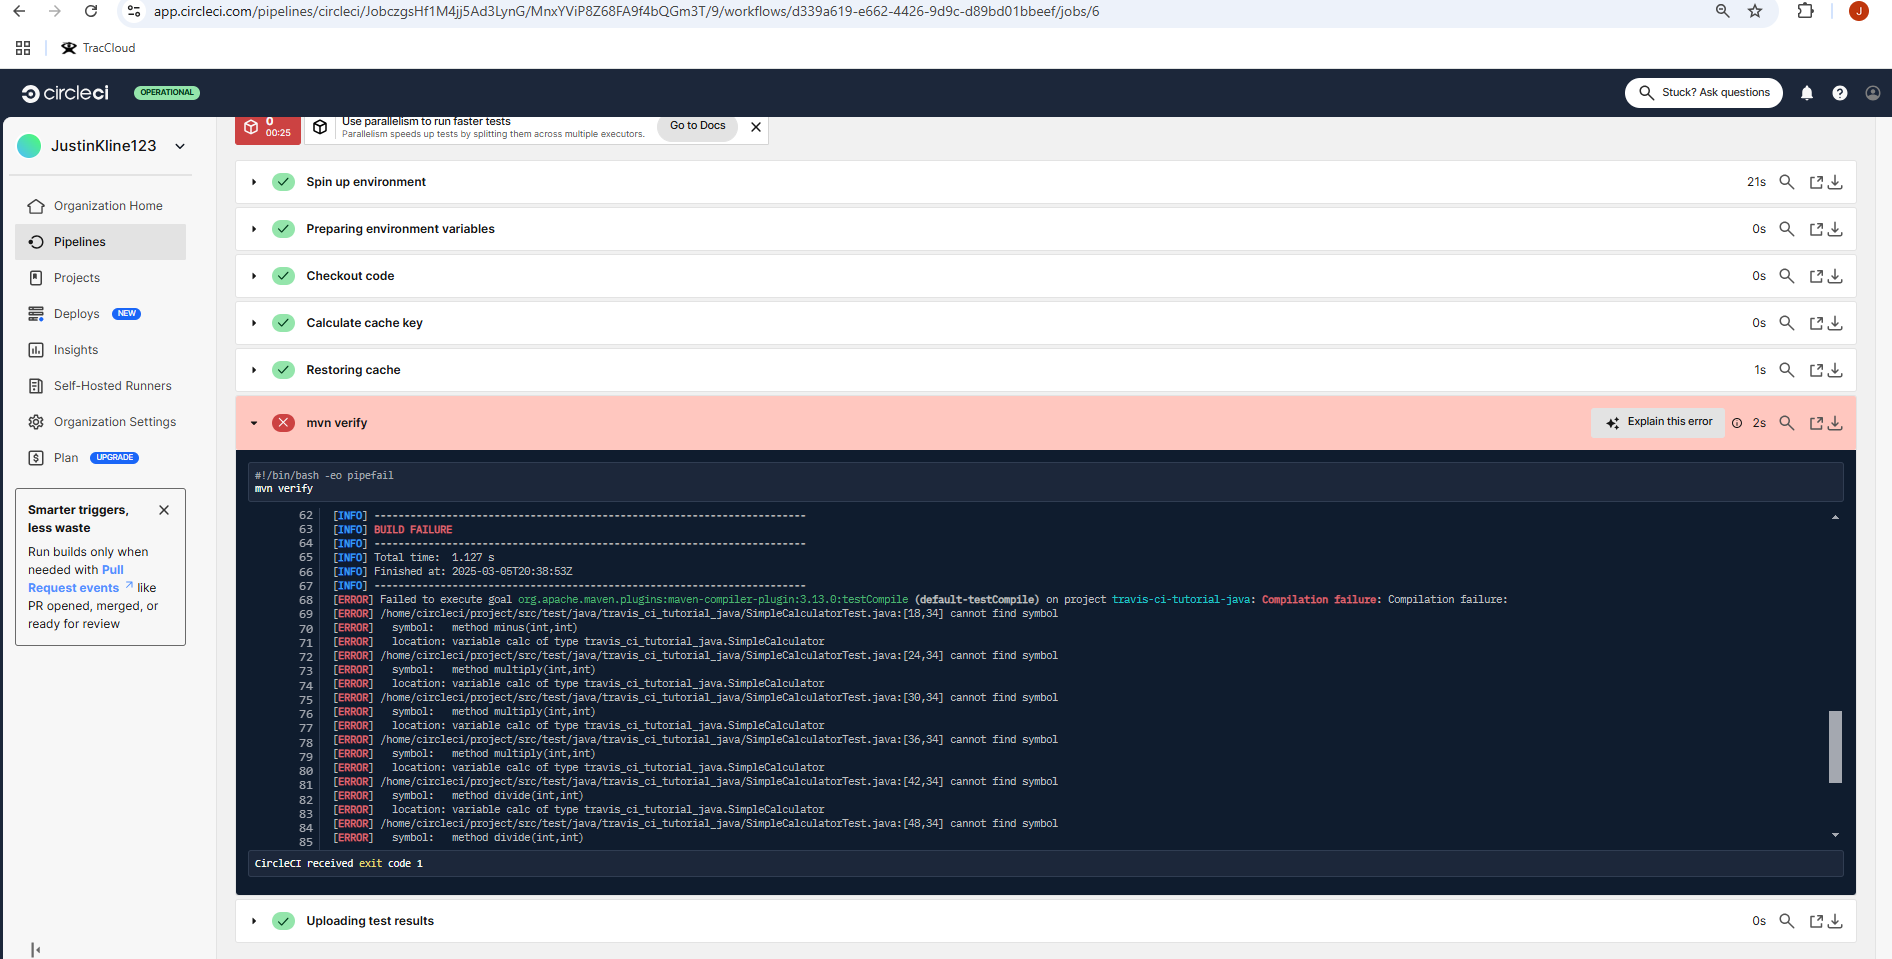 app.circleci.com/pipelines/circleci/JobczgsHf1M4jj5Ad3LynG/MnxYViP8Z68FA9f4bQGm3T/9/workflows/d339a619-e662-4426-9d9c-d89bd01bbeef/jobs/6
J
TracCloud
circleci
OPERATIONAL
Stuck? Ask questions
JustinKline123
Organization Home
Pipelines
Projects
Deploys NEW
Insights
Self-Hosted Runners
Organization Settings
Plan UPGRADE
Smarter triggers,
less waste
Run builds only when
needed with Pull
Request events like
PR opened, merged, or
ready for review
0
00:25
Use parallelism to run faster tests
Parallelism speeds up tests by splitting them across multiple executors.
Go to Docs
Spin up environment 21s
Preparing environment variables 0s
Checkout code 0s
Calculate cache key 0s
Restoring cache 1s
mvn verify Explain this error 2s
#!/bin/bash -eo pipefail
mvn verify
62 [INFO] ------------------------------------------------------------------------
63 [INFO] BUILD FAILURE
64 [INFO] ------------------------------------------------------------------------
65 [INFO] Total time:  1.127 s
66 [INFO] Finished at: 2025-03-05T20:38:53Z
67 [INFO] ------------------------------------------------------------------------
68 [ERROR] Failed to execute goal org.apache.maven.plugins:maven-compiler-plugin:3.13.0:testCompile (default-testCompile) on project travis-ci-tutorial-java: Compilation failure: Compilation failure:
69 [ERROR] /home/circleci/project/src/test/java/travis_ci_tutorial_java/SimpleCalculatorTest.java:[18,34] cannot find symbol
70 [ERROR]   symbol:   method minus(int,int)
71 [ERROR]   location: variable calc of type travis_ci_tutorial_java.SimpleCalculator
72 [ERROR] /home/circleci/project/src/test/java/travis_ci_tutorial_java/SimpleCalculatorTest.java:[24,34] cannot find symbol
73 [ERROR]   symbol:   method multiply(int,int)
74 [ERROR]   location: variable calc of type travis_ci_tutorial_java.SimpleCalculator
75 [ERROR] /home/circleci/project/src/test/java/travis_ci_tutorial_java/SimpleCalculatorTest.java:[30,34] cannot find symbol
76 [ERROR]   symbol:   method multiply(int,int)
77 [ERROR]   location: variable calc of type travis_ci_tutorial_java.SimpleCalculator
78 [ERROR] /home/circleci/project/src/test/java/travis_ci_tutorial_java/SimpleCalculatorTest.java:[36,34] cannot find symbol
79 [ERROR]   symbol:   method multiply(int,int)
80 [ERROR]   location: variable calc of type travis_ci_tutorial_java.SimpleCalculator
81 [ERROR] /home/circleci/project/src/test/java/travis_ci_tutorial_java/SimpleCalculatorTest.java:[42,34] cannot find symbol
82 [ERROR]   symbol:   method divide(int,int)
83 [ERROR]   location: variable calc of type travis_ci_tutorial_java.SimpleCalculator
84 [ERROR] /home/circleci/project/src/test/java/travis_ci_tutorial_java/SimpleCalculatorTest.java:[48,34] cannot find symbol
85 [ERROR]   symbol:   method divide(int,int)
CircleCI received exit code 1
Uploading test results 0s